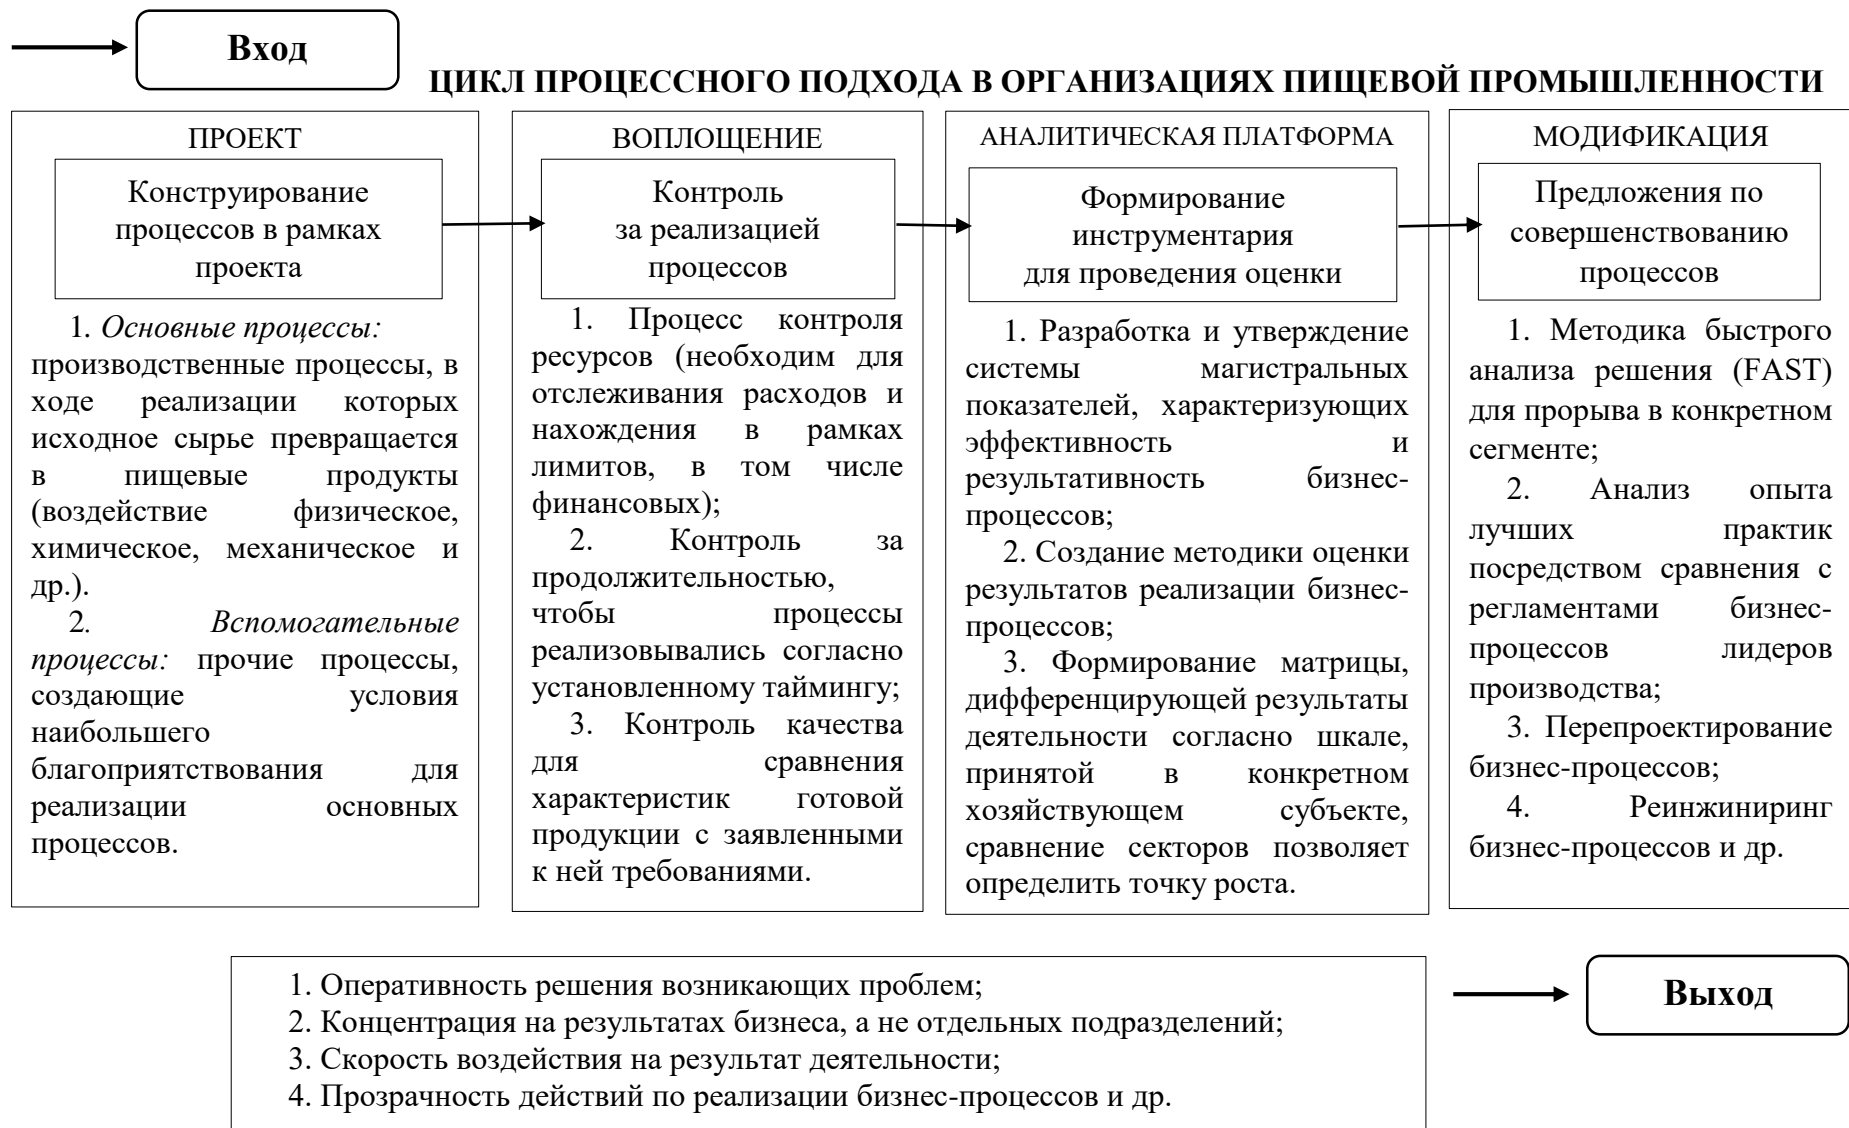 Вход
ЦИКЛ ПРОЦЕССНОГО ПОДХОДА В ОРГАНИЗАЦИЯХ ПИЩЕВОЙ ПРОМЫШЛЕННОСТИ
ПРОЕКТ
Конструирование
процессов в рамках
проекта
1. Основные процессы:
производственные процессы, в
ходе реализации которых
исходное сырье превращается
в пищевые продукты
(воздействие физическое,
химическое, механическое и
др.).
2. Вспомогательные
процессы: прочие процессы,
создающие условия
наибольшего
благоприятствования для
реализации основных
процессов.
ВОПЛОЩЕНИЕ
Контроль
за реализацией
процессов
1. Процесс контроля
ресурсов (необходим для
отслеживания расходов и
нахождения в рамках
лимитов, в том числе
финансовых);
2. Контроль за
продолжительностью,
чтобы процессы
реализовывались согласно
установленному таймингу;
3. Контроль качества
для сравнения
характеристик готовой
продукции с заявленными
к ней требованиями.
АНАЛИТИЧЕСКАЯ ПЛАТФОРМА
Формирование
инструментария
для проведения оценки
1. Разработка и утверждение
системы магистральных
показателей, характеризующих
эффективность и
результативность бизнес-
процессов;
2. Создание методики оценки
результатов реализации бизнес-
процессов;
3. Формирование матрицы,
дифференцирующей результаты
деятельности согласно шкале,
принятой в конкретном
хозяйствующем субъекте,
сравнение секторов позволяет
определить точку роста.
МОДИФИКАЦИЯ
Предложения по
совершенствованию
процессов
1. Методика быстрого
анализа решения (FAST)
для прорыва в конкретном
сегменте;
2. Анализ опыта
лучших практик
посредством сравнения с
регламентами бизнес-
процессов лидеров
производства;
3. Перепроектирование
бизнес-процессов;
4. Реинжиниринг
бизнес-процессов и др.
1. Оперативность решения возникающих проблем;
2. Концентрация на результатах бизнеса, а не отдельных подразделений;
3. Скорость воздействия на результат деятельности;
4. Прозрачность действий по реализации бизнес-процессов и др.
Выход